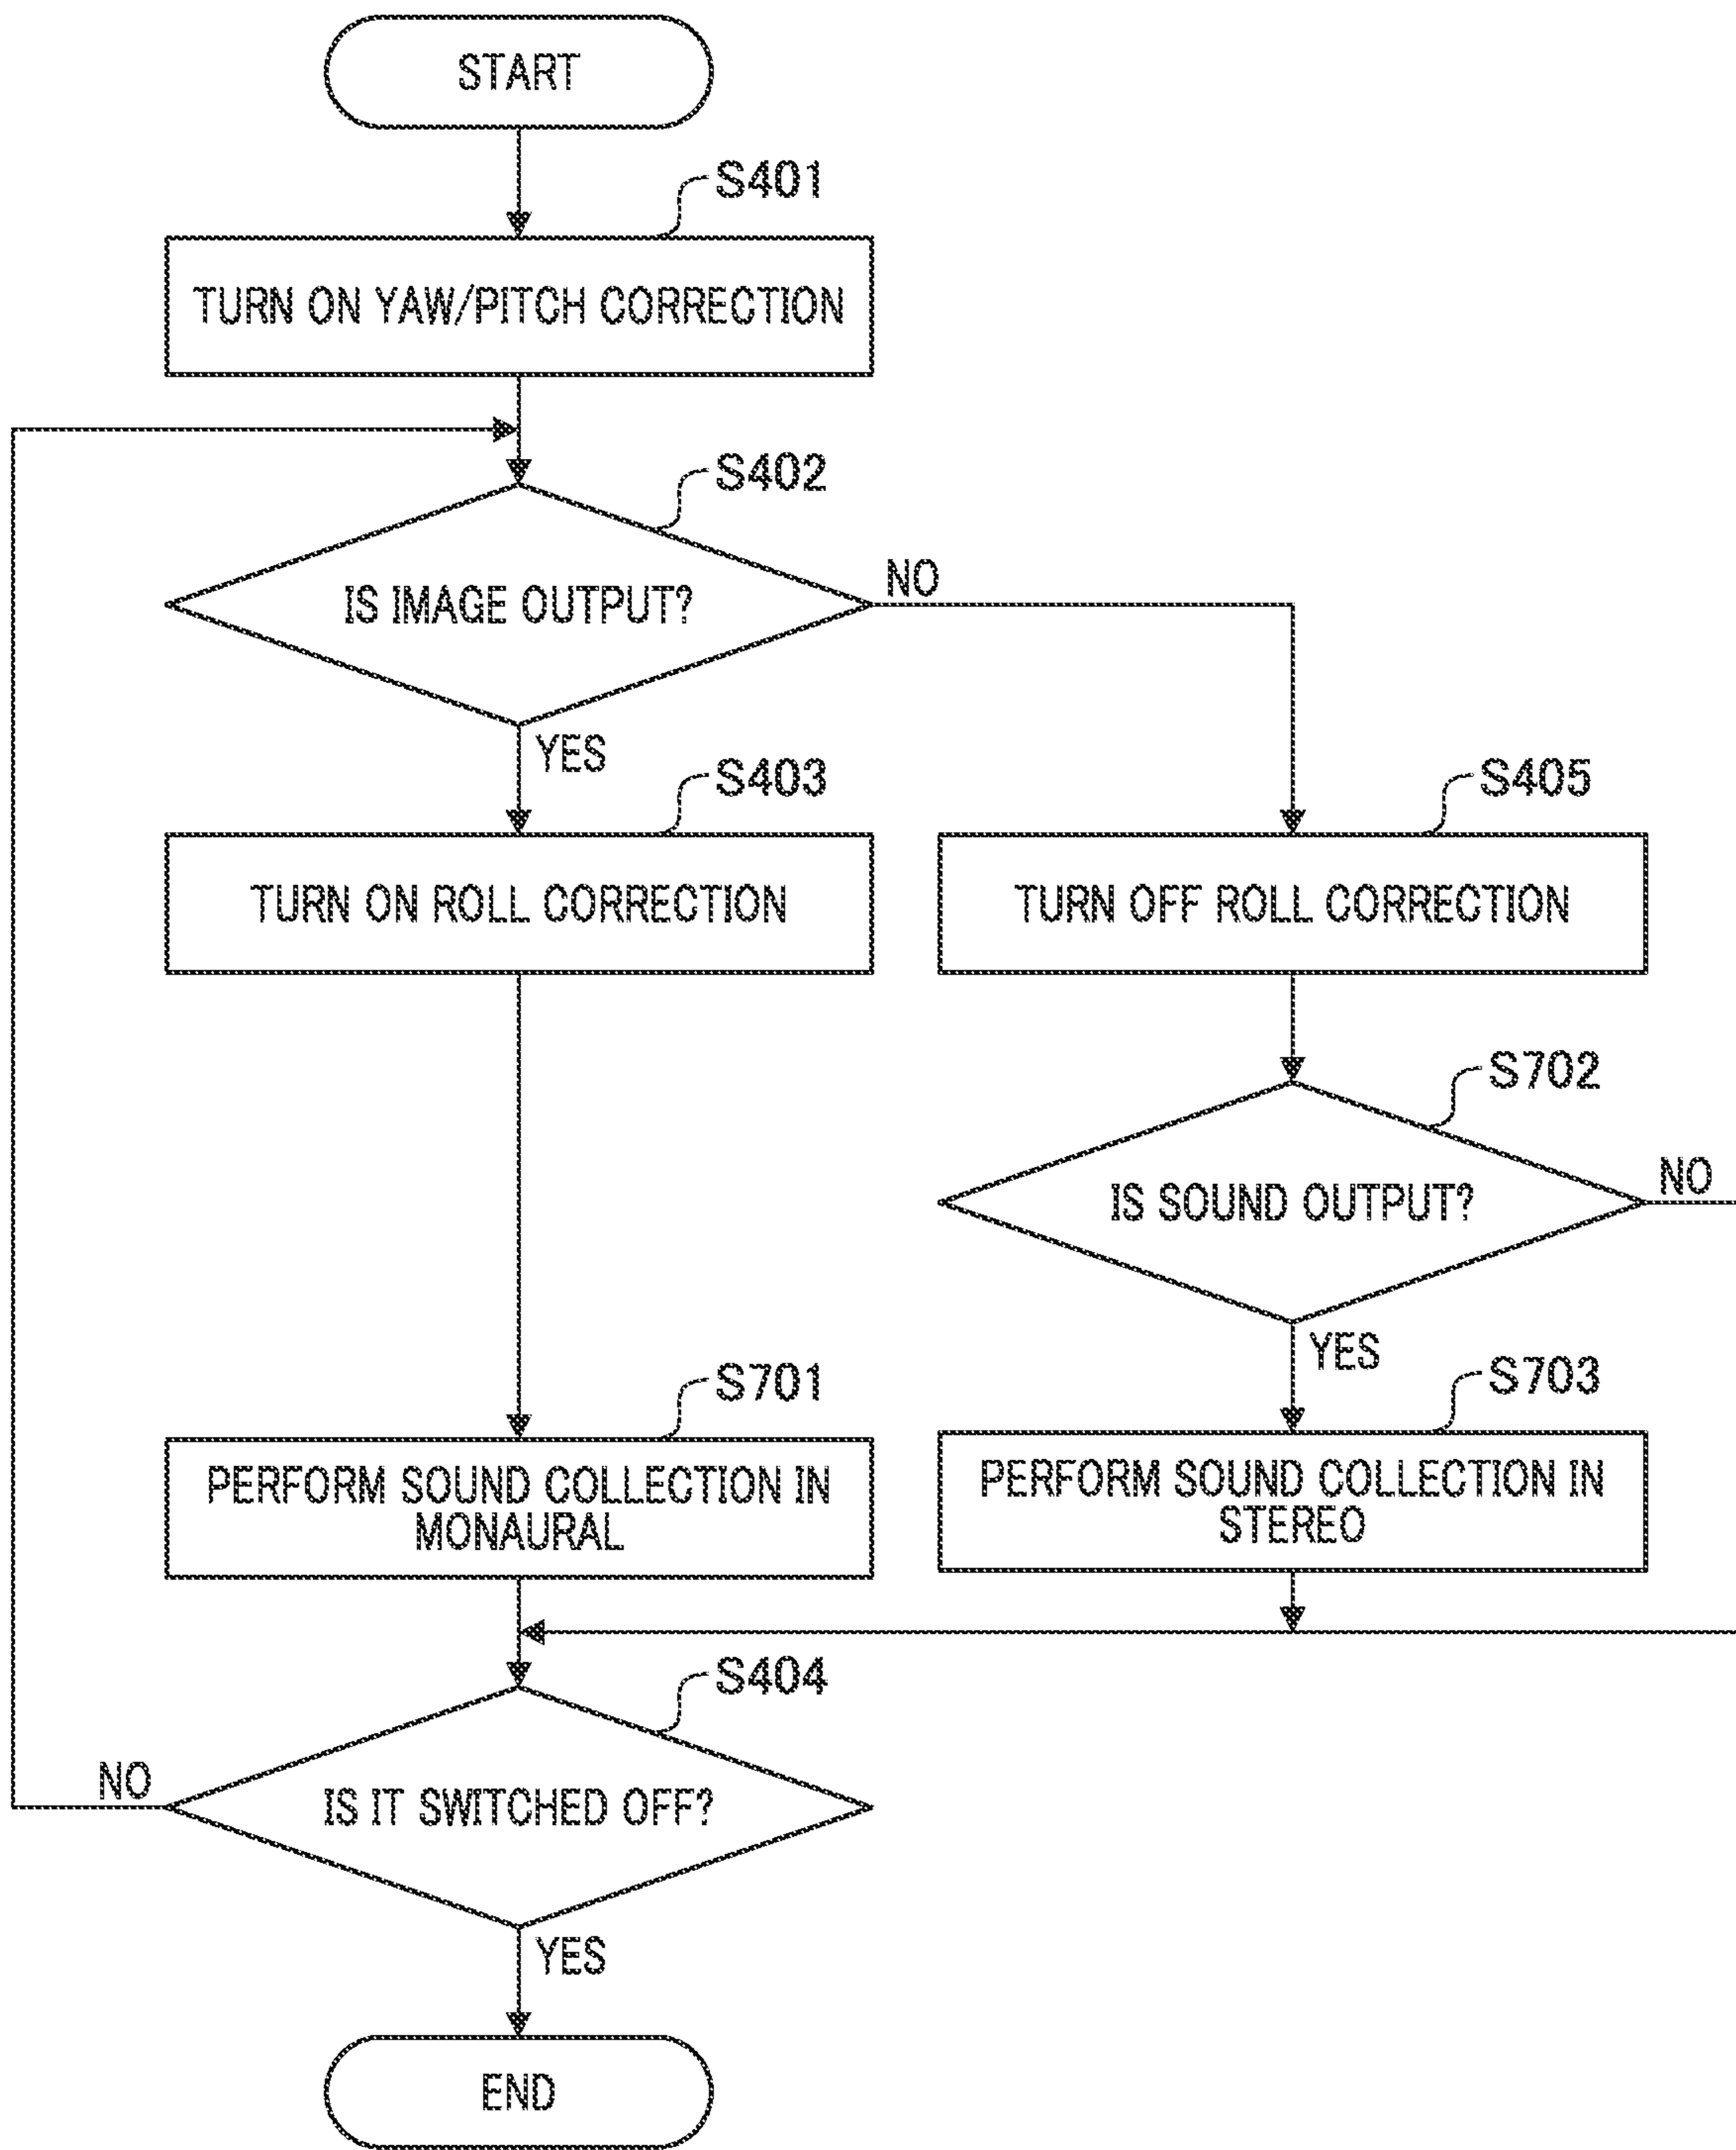 START
S401
TURN ON YAW/PITCH CORRECTION
S402
IS IMAGE OUTPUT?
NO
YES
S403
TURN ON ROLL CORRECTION
S405
TURN OFF ROLL CORRECTION
S702
IS SOUND OUTPUT?
NO
YES
S701
PERFORM SOUND COLLECTION IN
MONAURAL
S703
PERFORM SOUND COLLECTION IN
STEREO
S404
IS IT SWITCHED OFF?
NO
YES
END